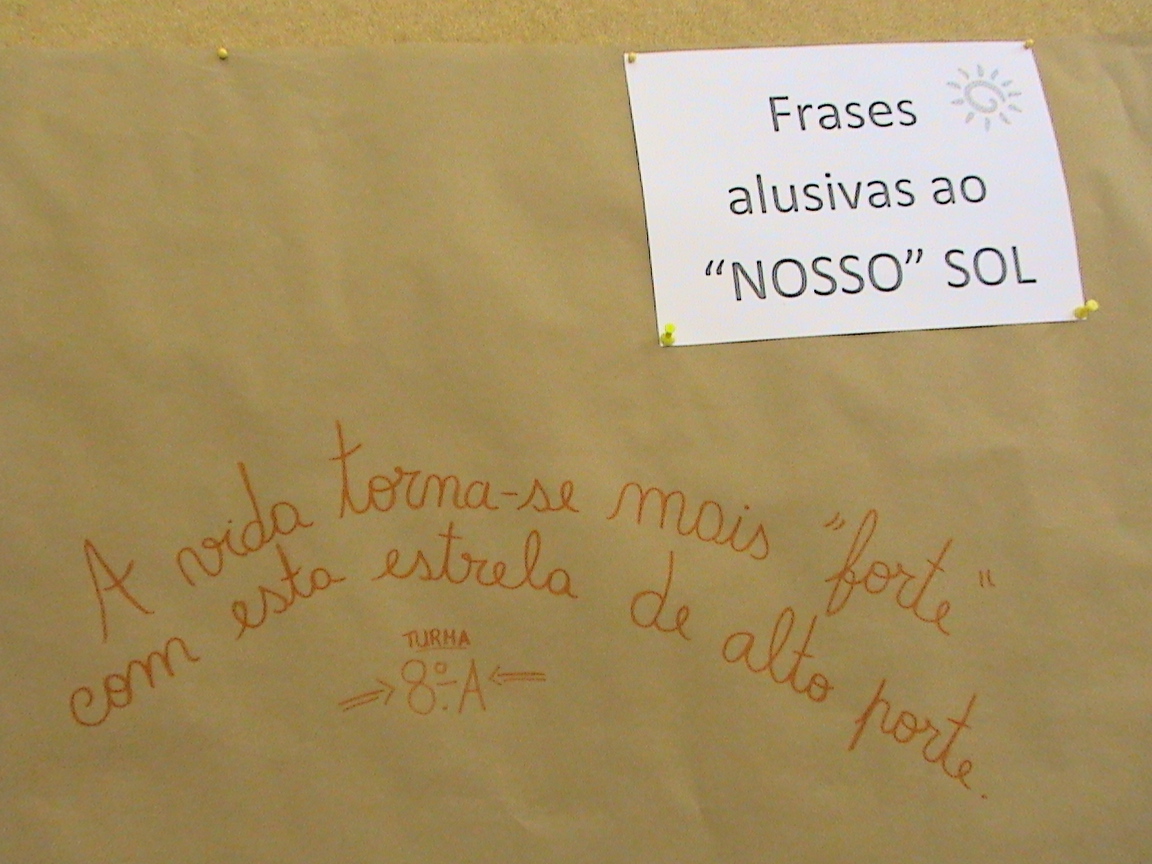 Frases
alusivas ao
“NOSSO” SOL
A vida torna-se mais "forte"
com esta estrela de alto porte.
TURMA
8º A